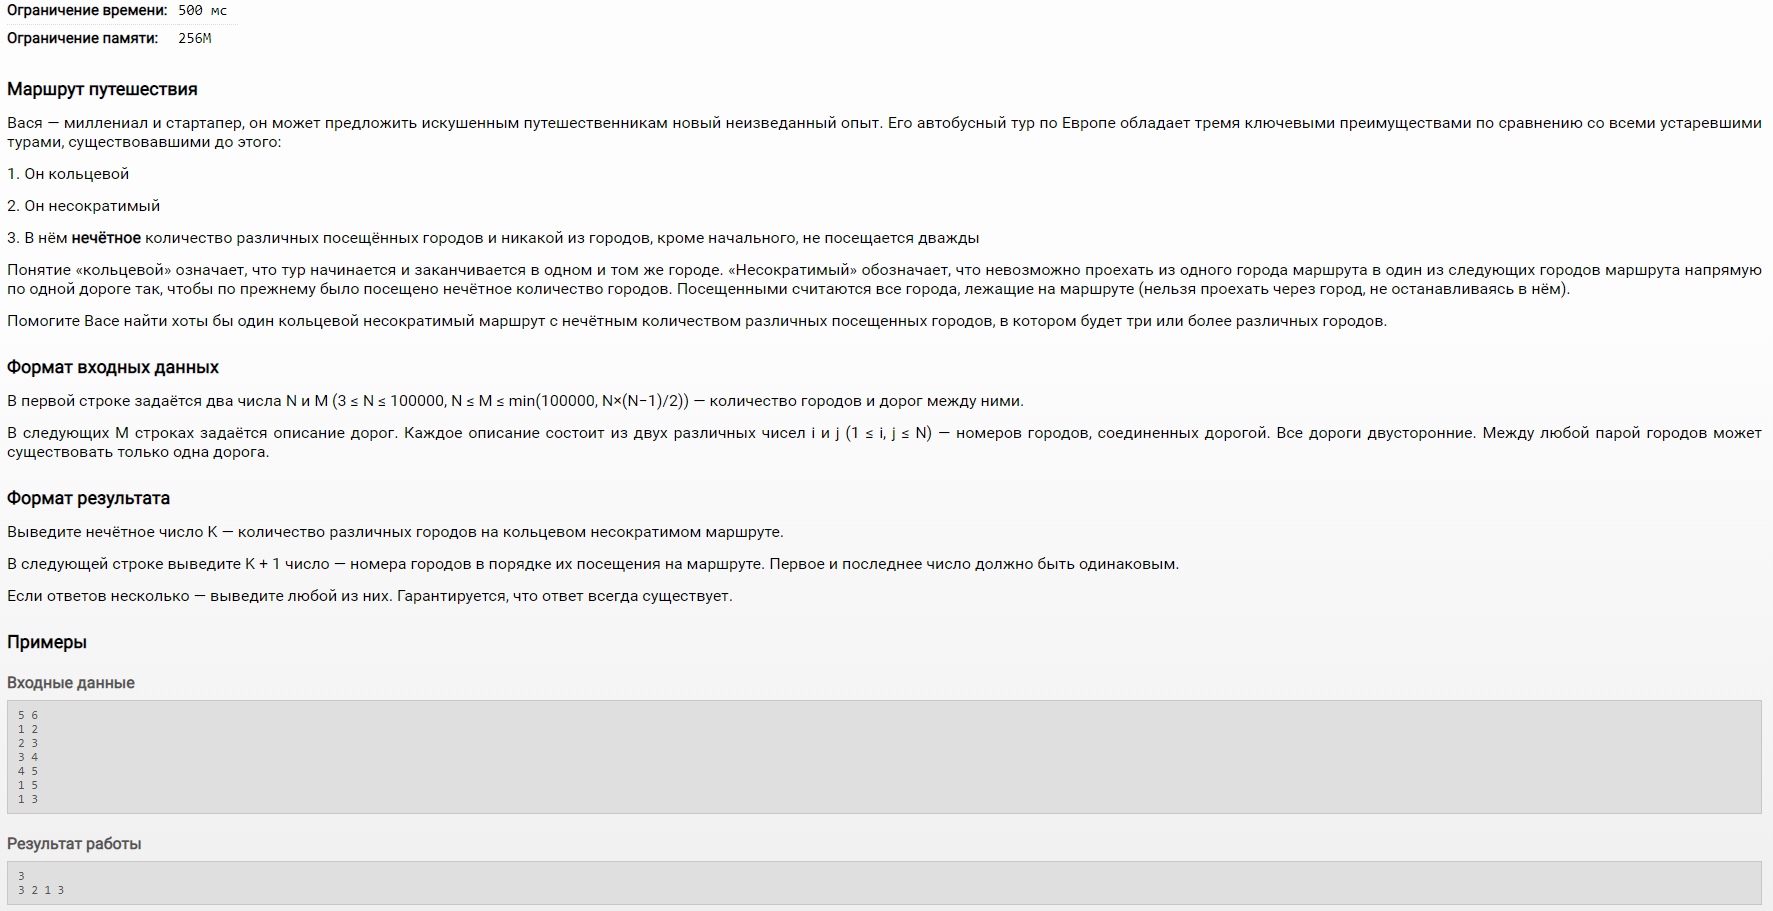 Ограничение времени: 500 мс
Ограничение памяти: 256M
Маршрут путешествия
Вася — миллениал и стартапер, он может предложить искушенным путешественникам новый неизведанный опыт. Его автобусный тур по Европе обладает тремя ключевыми преимуществами по сравнению со всеми устаревшими
турами, существовавшими до этого:
1. Он кольцевой
2. Он несократимый
3. В нём нечётное количество различных посещённых городов и никакой из городов, кроме начального, не посещается дважды
Понятие «кольцевой» означает, что тур начинается и заканчивается в одном и том же городе. «Несократимый» обозначает, что невозможно проехать из одного города маршрута в один из следующих городов маршрута напрямую
по одной дороге так, чтобы по прежнему было посещено нечётное количество городов. Посещенными считаются все города, лежащие на маршруте (нельзя проехать через город, не останавливаясь в нём).
Помогите Васе найти хоты бы один кольцевой несократимый маршрут с нечётным количеством различных посещенных городов, в котором будет три или более различных городов.
Формат входных данных
В первой строке задаётся два числа N и M (3 ≤ N ≤ 100000, N ≤ M ≤ min(100000, N×(N−1)/2)) — количество городов и дорог между ними.
В следующих M строках задаётся описание дорог. Каждое описание состоит из двух различных чисел i и j (1 ≤ i, j ≤ N) — номеров городов, соединенных дорогой. Все дороги двусторонние. Между любой парой городов может
существовать только одна дорога.
Формат результата
Выведите нечётное число K — количество различных городов на кольцевом несократимом маршруте.
В следующей строке выведите K + 1 число — номера городов в порядке их посещения на маршруте. Первое и последнее число должно быть одинаковым.
Если ответов несколько — выведите любой из них. Гарантируется, что ответ всегда существует.
Примеры
Входные данные
5 6
1 2
2 3
3 4
4 5
1 5
1 3
Результат работы
3
3 2 1 3